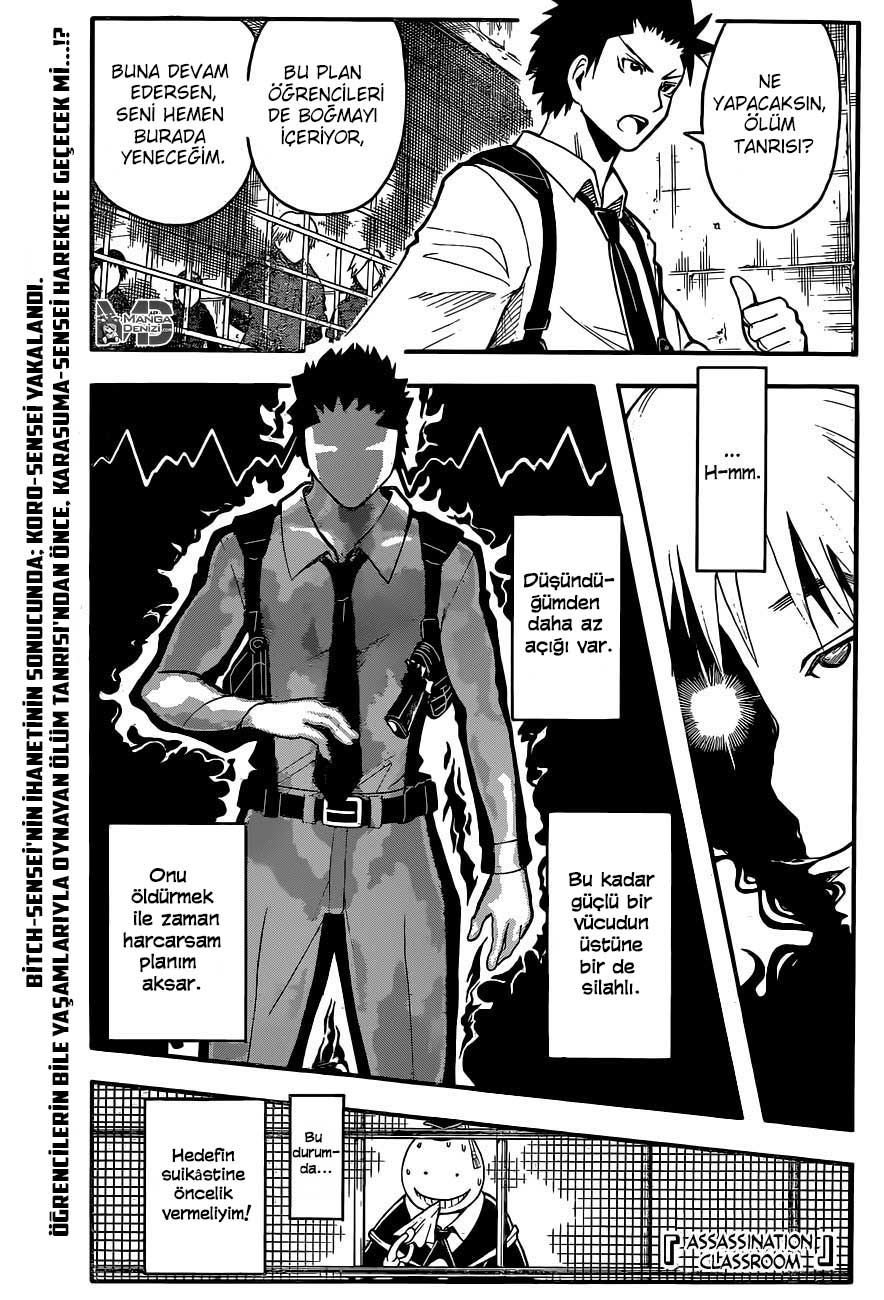 BİTCH-SENSEİ'NİN İHANETİNİN SONUCUNDA; KORO-SENSEİ YAKALANDI.
ÖĞRENCİLERİN BİLE YAŞAMLARIYLA OYNAYAN ÖLÜM TANRISI'NDAN ÖNCE, KARASUMA-SENSEİ HAREKETE GEÇECEK Mİ...!?
NE
YAPACAKSIN,
ÖLÜM
TANRISI?
BU PLAN
ÖĞRENCİLERİ
DE BOĞMAYI
İÇERİYOR,
BUNA DEVAM
EDERSEN,
SENİ HEMEN
BURADA
YENECEĞİM.
MANGA
DENİZİ
...
H-mm.
Düşündü-
ğümden
daha az
açığı var.
Bu kadar
güçlü bir
vücudun
üstüne
bir de
silahlı.
Onu
öldürmek
ile zaman
harcarsam
planım
aksar.
Bu
durum-
da...
Hedefin
suikâstine
öncelik
vermeliyim!
『ASSASSINATION
CLASSROOM』